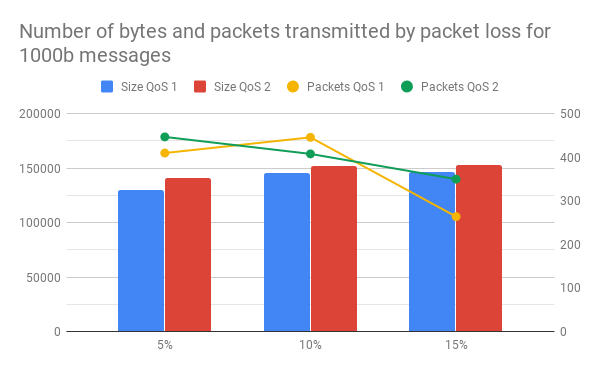 Number of bytes and packets transmitted by packet loss for
1000b messages
Size QoS 1 Size QoS 2 Packets QoS 1 Packets QoS 2
200000 500
150000 400
100000 300
50000 200
0 100
0
5% 10% 15%